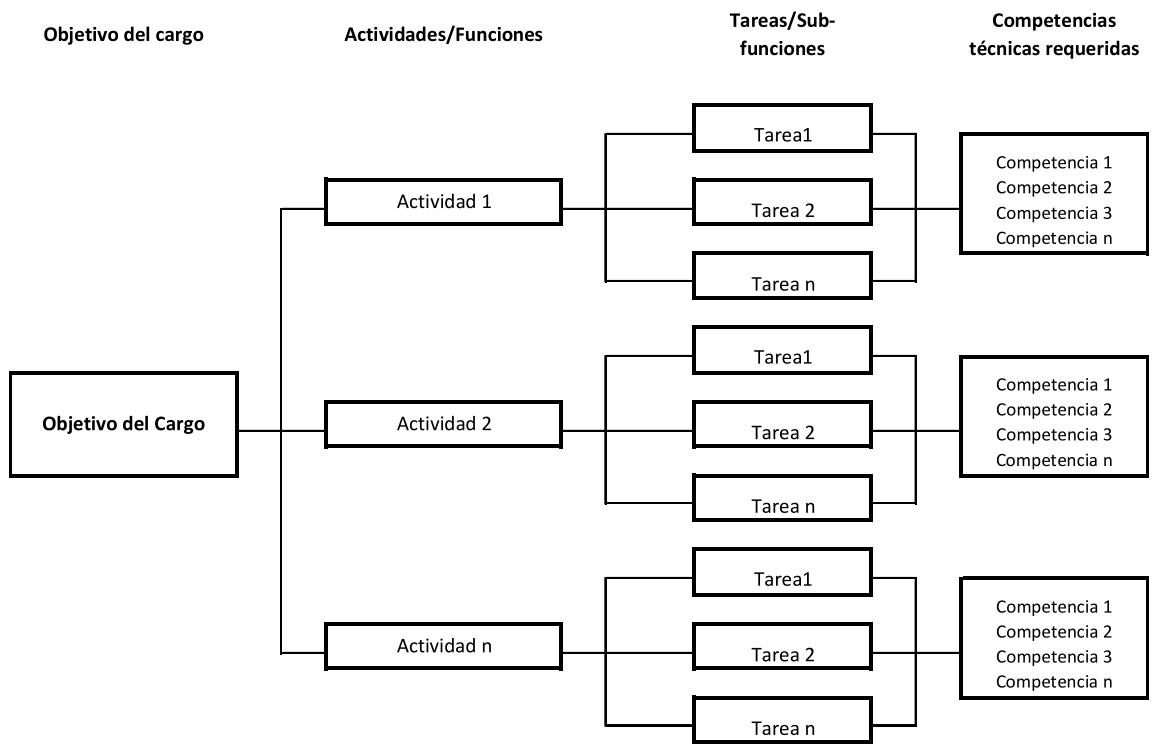 Objetivo del cargo
Actividades/Funciones
Tareas/Sub-
funciones
Competencias
técnicas requeridas
Objetivo del Cargo
Actividad 1
Tarea1
Tarea 2
Tarea n
Competencia 1
Competencia 2
Competencia 3
Competencia n
Actividad 2
Tarea1
Tarea 2
Tarea n
Competencia 1
Competencia 2
Competencia 3
Competencia n
Actividad n
Tarea1
Tarea 2
Tarea n
Competencia 1
Competencia 2
Competencia 3
Competencia n